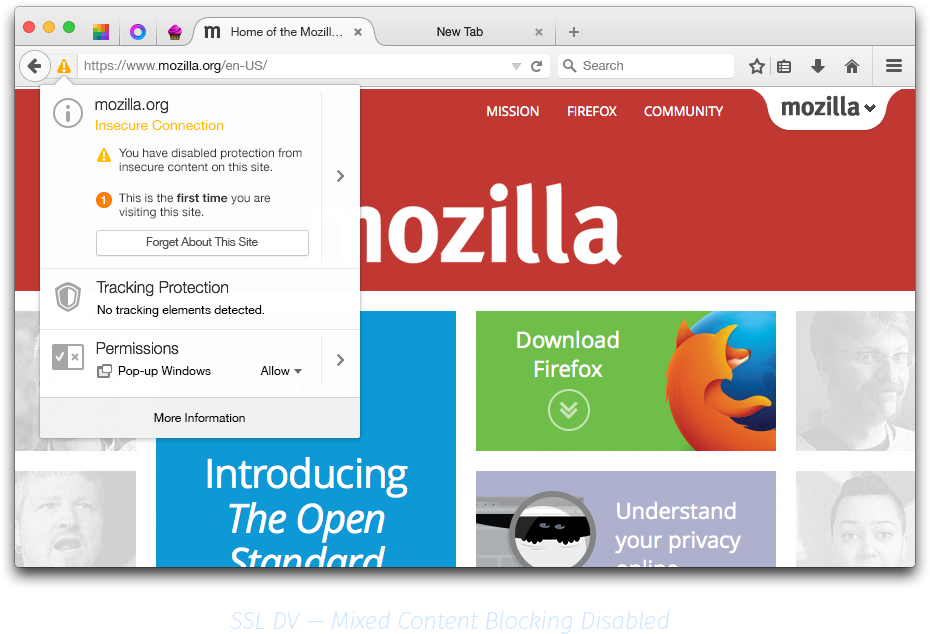 Home of the Mozill...
New Tab
https://www.mozilla.org/en-US/
Search
mozilla.org
Insecure Connection
You have disabled protection from
insecure content on this site.
1
This is the first time you are
visiting this site.
Forget About This Site
Tracking Protection
No tracking elements detected.
Permissions
Pop-up Windows
Allow
More Information
MISSION
FIREFOX
COMMUNITY
mozilla
mozilla
Download
Firefox
Introducing
The Open
Standard
Understand
your privacy
online
SSL DV — Mixed Content Blocking Disabled